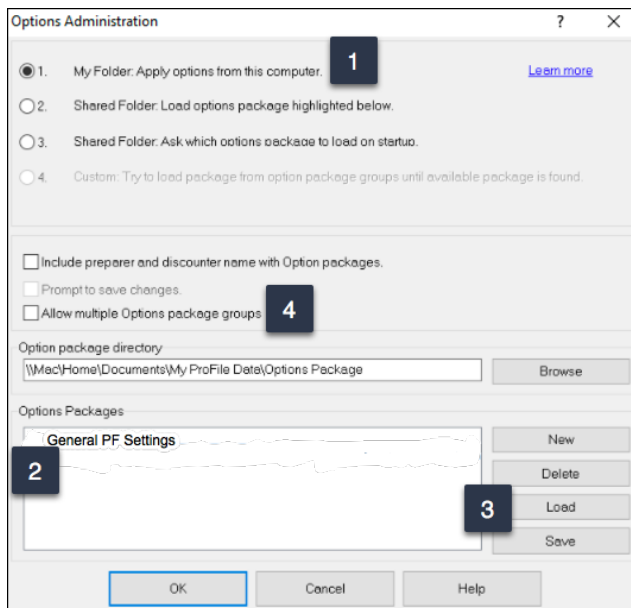 Options Administration ? X
1. My Folder: Apply options from this computer. 1 Learn more
2. Shared Folder: Load options package highlighted below.
3. Shared Folder: Ask which options package to load on startup.
4. Custom: Try to load package from option package groups until available package is found.
Include preparer and discounter name with Option packages.
Prompt to save changes.
Allow multiple Options package groups 4
Option package directory
\\Mac\Home\Documents\My ProFile Data\Options Package Browse
Options Packages
General PF Settings New
2 Delete
3 Load
Save
OK Cancel Help